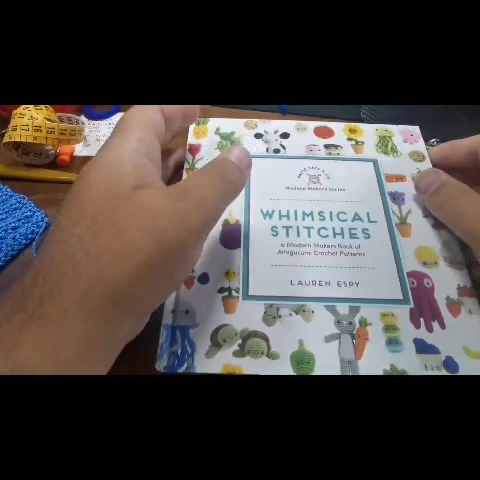 Modern Makers Series
WHIMSICAL
STITCHES
a Modern Makers Book of
Amigurumi Crochet Patterns
LAUREN ESPY